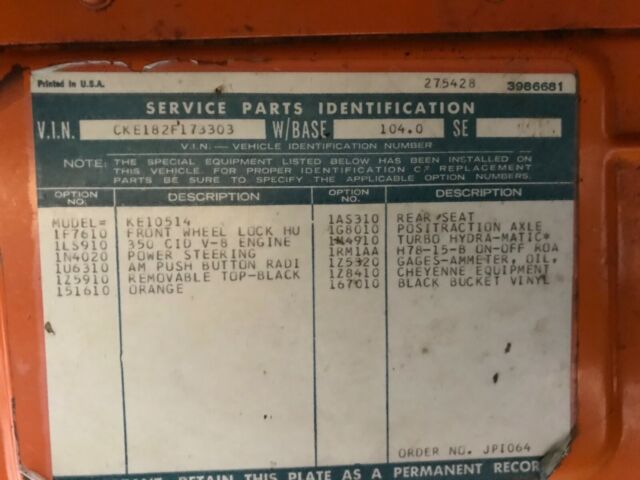 Printed in U.S.A. 275428 3986681
SERVICE PARTS IDENTIFICATION
V.I.N. CKE182F173303 W/BASE 104.0 SE
V.I.N. — VEHICLE IDENTIFICATION NUMBER
NOTE: THE SPECIAL EQUIPMENT LISTED BELOW HAS BEEN INSTALLED ON
THIS VEHICLE. FOR PROPER IDENTIFICATION OF REPLACEMENT
PARTS BE SURE TO SPECIFY THE APPLICABLE OPTION NUMBERS.
OPTION NO. DESCRIPTION OPTION NO. DESCRIPTION
MODEL= KE10514 1AS310 REAR SEAT
1F7610 FRONT WHEEL LOCK HU 1G8010 POSITRACTION AXLE
1LS910 350 CID V-8 ENGINE 1M4910 TURBO HYDRA-MATIC*
1N4020 POWER STEERING 1RM1AA H78-15-B ON-OFF ROA
1U6310 AM PUSH BUTTON RADI 1Z5320 GAGES-AMMETER, OIL,
1Z5910 REMOVABLE TOP-BLACK 1Z8410 CHEYENNE EQUIPMENT
151610 ORANGE 167010 BLACK BUCKET VINYL
ORDER NO. JPI064
RETAIN THIS PLATE AS A PERMANENT RECOR